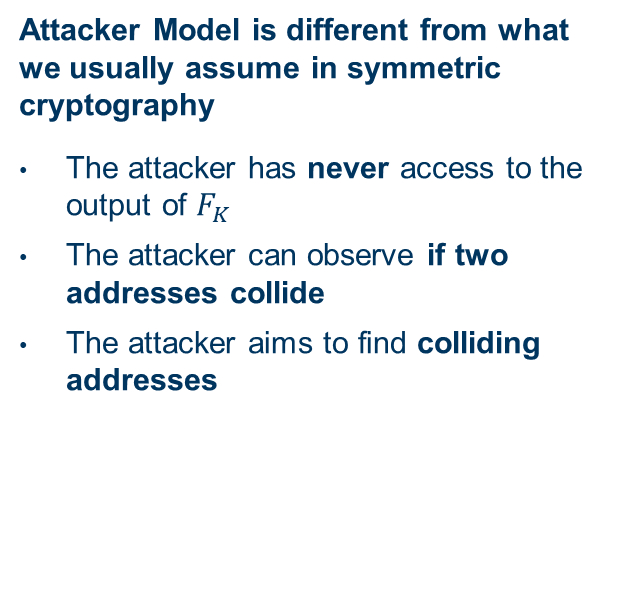 Attacker Model is different from what
we usually assume in symmetric
cryptography
• The attacker has never access to the
output of F_K
• The attacker can observe if two
addresses collide
• The attacker aims to find colliding
addresses